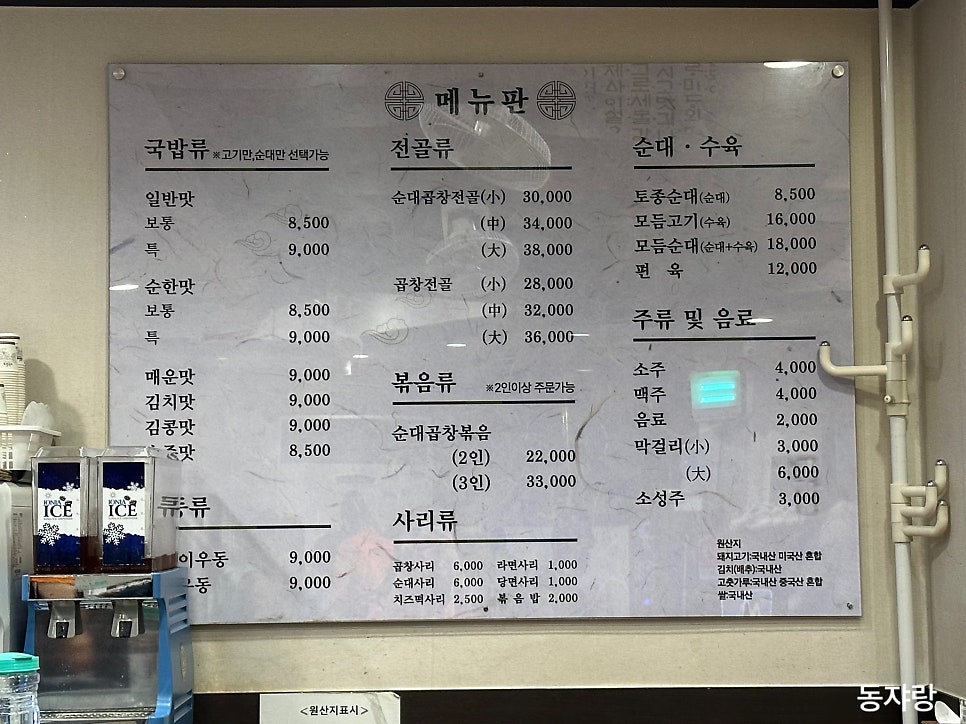 메뉴판
국밥류 ※고기만,순대만 선택가능
일반맛
보통 8,500
특 9,000
순한맛
보통 8,500
특 9,000
매운맛 9,000
김치맛 9,000
김콩맛 9,000
맛 8,500
류
이우동 9,000
우동 9,000
전골류
순대곱창전골(小) 30,000
(中) 34,000
(大) 38,000
곱창전골 (小) 28,000
(中) 32,000
(大) 36,000
볶음류 ※2인이상 주문가능
순대곱창볶음
(2인) 22,000
(3인) 33,000
사리류
곱창사리 6,000 라면사리 1,000
순대사리 6,000 당면사리 1,000
치즈떡사리 2,500 볶음밥 2,000
순대 · 수육
토종순대(순대) 8,500
모듬고기(수육) 16,000
모듬순대(순대+수육) 18,000
편 육 12,000
주류 및 음료
소주 4,000
맥주 4,000
음료 2,000
막걸리(小) 3,000
(大) 6,000
소성주 3,000
원산지
돼지고기:국내산 미국산 혼합
김치(배추):국내산
고춧가루:국내산 중국산 혼합
쌀:국내산
IONIA
ICE
IONIA
ICE
<원산지표시>
동쟈랑